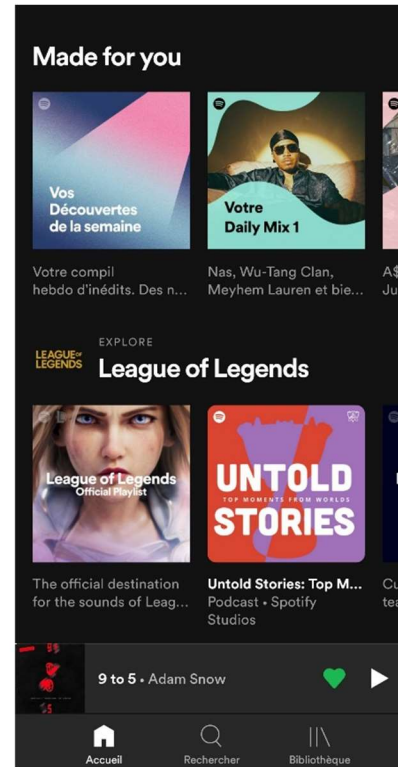 Made for you
Vos
Découvertes
de la semaine
Votre
Daily Mix 1
Votre compil
hebdo d'inédits. Des n...
Nas, Wu-Tang Clan,
Meyhem Lauren et bie...
A$
Ju
LEAGUE OF
LEGENDS
EXPLORE
League of Legends
League of Legends
Official Playlist
UNTOLD
TOP MOMENTS FROM WORLDS
STORIES
The official destination
for the sounds of Leag...
Untold Stories: Top M...
Podcast • Spotify
Studios
Cu
tea
9 to 5 • Adam Snow
Accueil
Rechercher
Bibliothèque